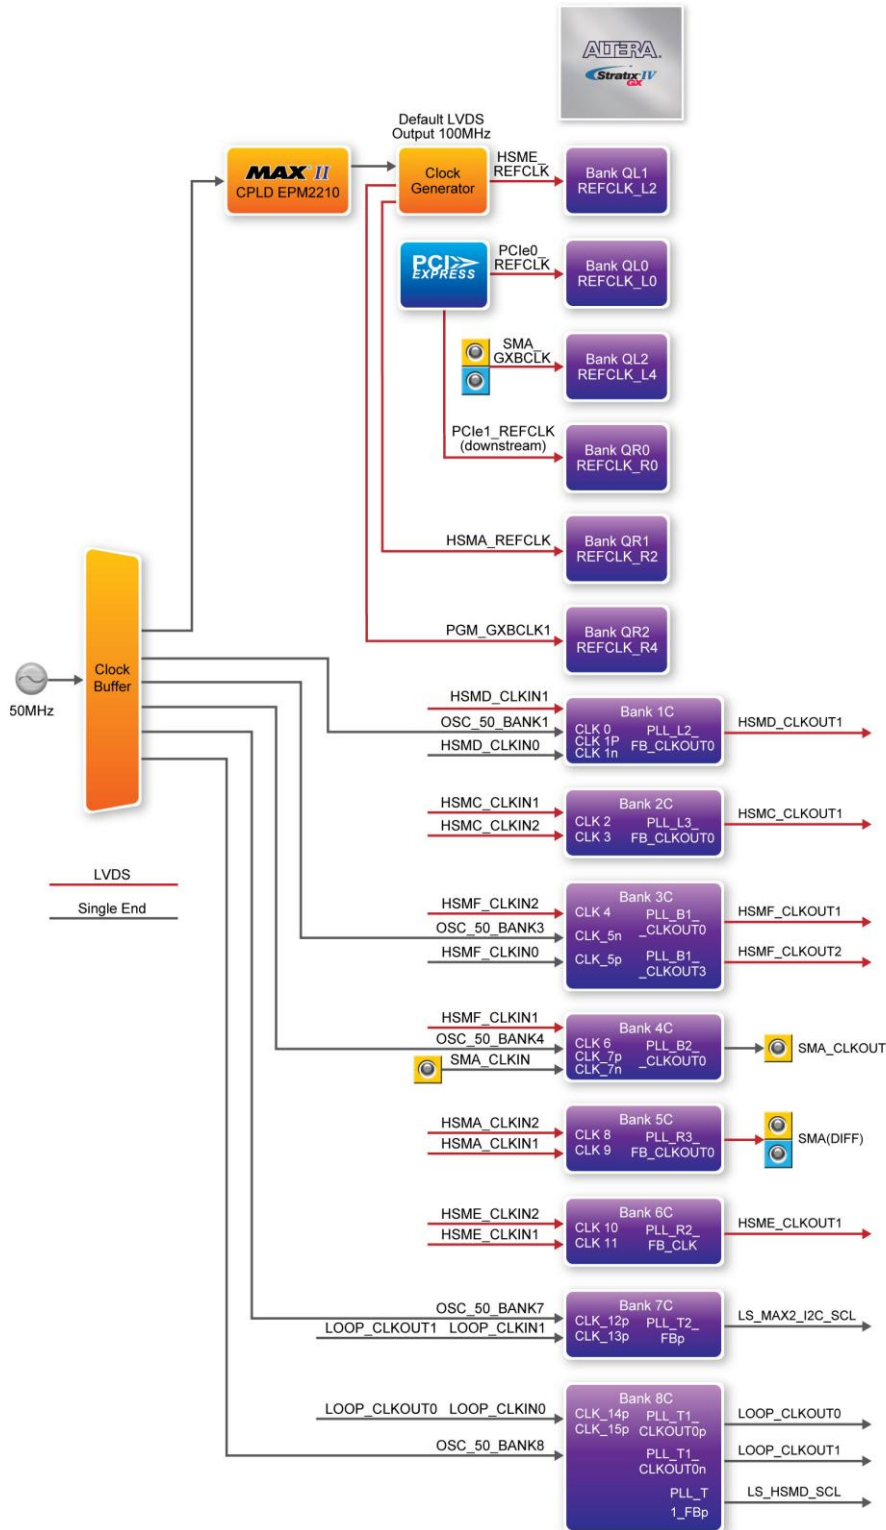 ALTERA.
Stratix IV
GX
Default LVDS
Output 100MHz
MAX II
CPLD EPM2210
Clock
Generator
HSME_
REFCLK
Bank QL1
REFCLK_L2
PCI
EXPRESS
PCIe0_
REFCLK
Bank QL0
REFCLK_L0
SMA_
GXBCLK
Bank QL2
REFCLK_L4
PCIe1_REFCLK
(downstream)
Bank QR0
REFCLK_R0
HSMA_REFCLK
Bank QR1
REFCLK_R2
PGM_GXBCLK1
Bank QR2
REFCLK_R4
50MHz
Clock
Buffer
LVDS
Single End
HSMD_CLKIN1
OSC_50_BANK1
HSMD_CLKIN0
Bank 1C
CLK 0
CLK 1P
CLK 1n
PLL_L2_
FB_CLKOUT0
HSMD_CLKOUT1
HSMC_CLKIN1
HSMC_CLKIN2
Bank 2C
CLK 2
CLK 3
PLL_L3_
FB_CLKOUT0
HSMC_CLKOUT1
HSMF_CLKIN2
OSC_50_BANK3
HSMF_CLKIN0
Bank 3C
CLK 4
CLK_5n
CLK_5p
PLL_B1_
_CLKOUT0
PLL_B1_
_CLKOUT3
HSMF_CLKOUT1
HSMF_CLKOUT2
HSMF_CLKIN1
OSC_50_BANK4
SMA_CLKIN
Bank 4C
CLK 6
CLK_7p
CLK_7n
PLL_B2_
_CLKOUT0
SMA_CLKOUT
HSMA_CLKIN2
HSMA_CLKIN1
Bank 5C
CLK 8
CLK 9
PLL_R3_
FB_CLKOUT0
SMA(DIFF)
HSME_CLKIN2
HSME_CLKIN1
Bank 6C
CLK 10
CLK 11
PLL_R2_
FB_CLK
HSME_CLKOUT1
OSC_50_BANK7
LOOP_CLKOUT1 LOOP_CLKIN1
Bank 7C
CLK_12p
CLK_13p
PLL_T2_
FBp
LS_MAX2_I2C_SCL
LOOP_CLKOUT0 LOOP_CLKIN0
OSC_50_BANK8
Bank 8C
CLK_14p
CLK_15p
PLL_T1_
CLKOUT0p
PLL_T1_
CLKOUT0n
PLL_T
1_FBp
LOOP_CLKOUT0
LOOP_CLKOUT1
LS_HSMD_SCL